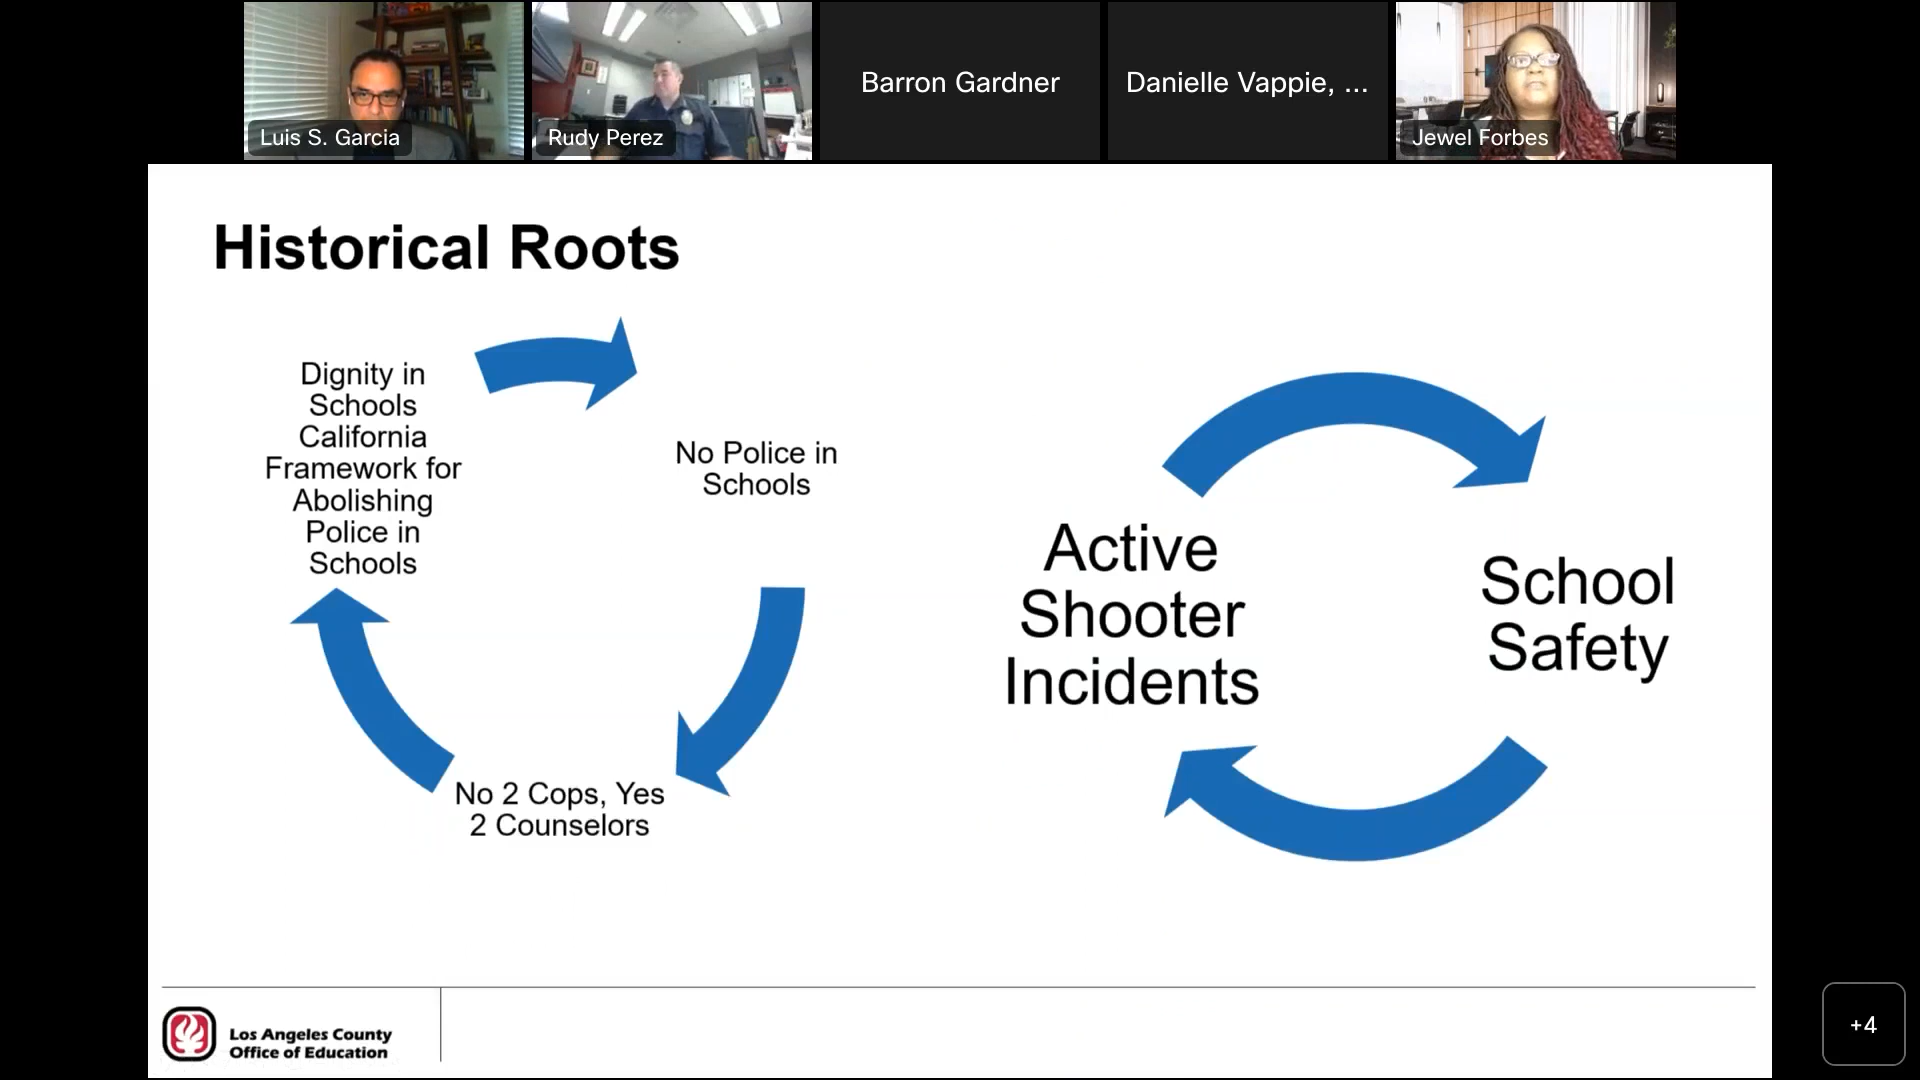 Luis S. Garcia
Rudy Perez
Barron Gardner
Danielle Vappie, ...
Jewel Forbes
Historical Roots
Dignity in
Schools
California
Framework for
Abolishing
Police in
Schools
No Police in
Schools
No 2 Cops, Yes
2 Counselors
Active
Shooter
Incidents
School
Safety
Los Angeles County
Office of Education
+4